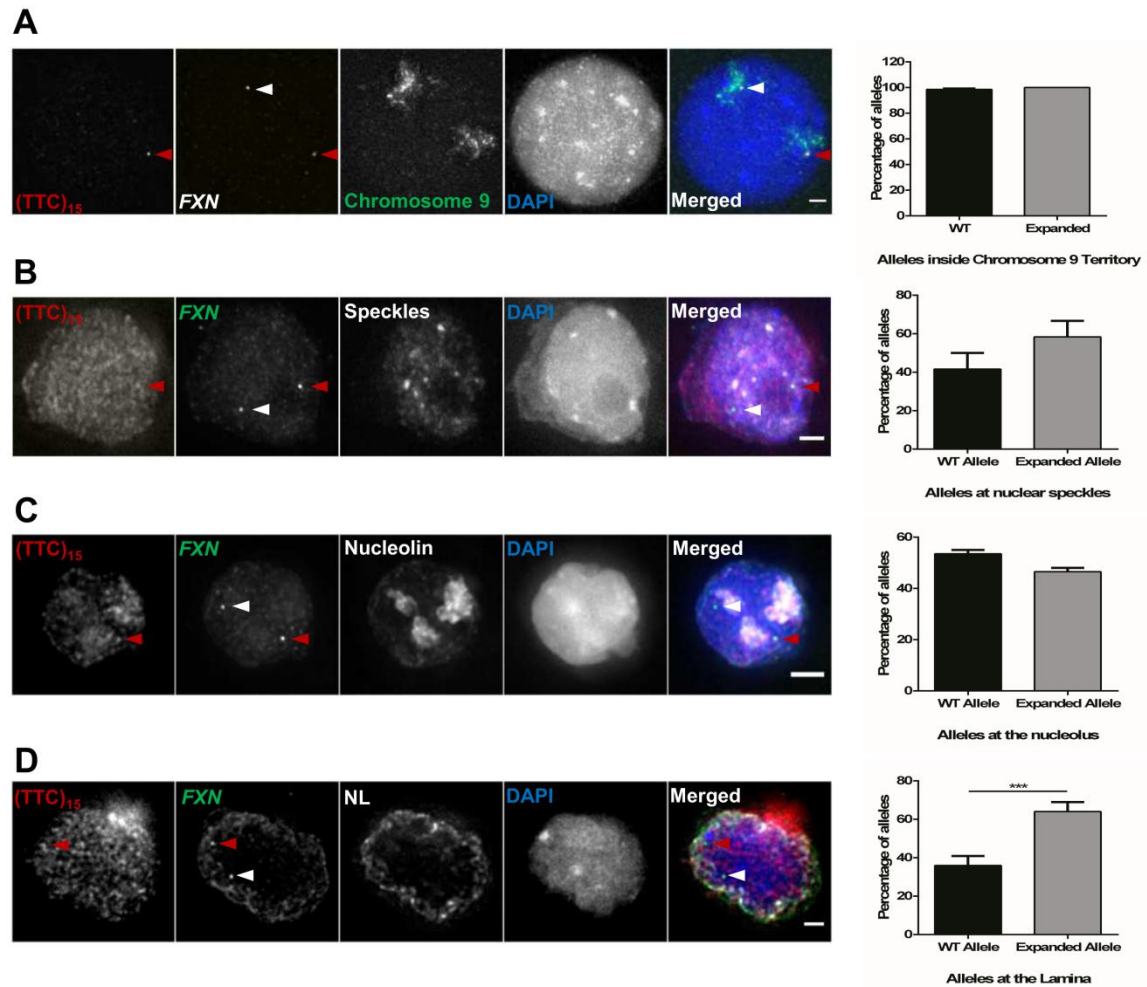 A
(TTC)15
FXN
Chromosome 9
DAPI
Merged
Percentage of alleles
120
100
80
60
40
20
0
WT
Expanded
Alleles inside Chromosome 9 Territory
B
(TTC)15
FXN
Speckles
DAPI
Merged
Percentage of alleles
80
60
40
20
0
WT Allele
Expanded Allele
Alleles at nuclear speckles
C
(TTC)15
FXN
Nucleolin
DAPI
Merged
Percentage of alleles
60
40
20
0
WT Allele
Expanded Allele
Alleles at the nucleolus
D
(TTC)15
FXN
NL
DAPI
Merged
Percentage of alleles
80
60
40
20
0
***
WT Allele
Expanded Allele
Alleles at the Lamina